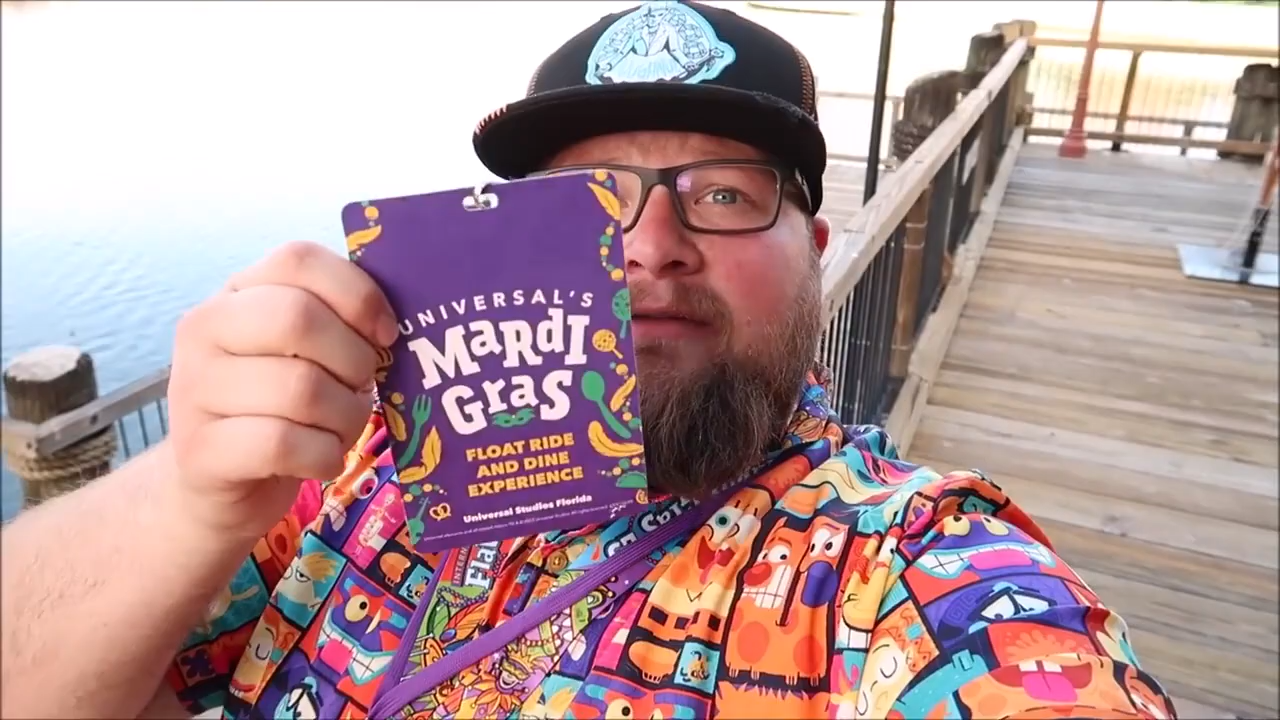 UNIVERSAL'S
MARDI
GRAS
FLOAT RIDE
AND DINE
EXPERIENCE
Universal Studios Florida